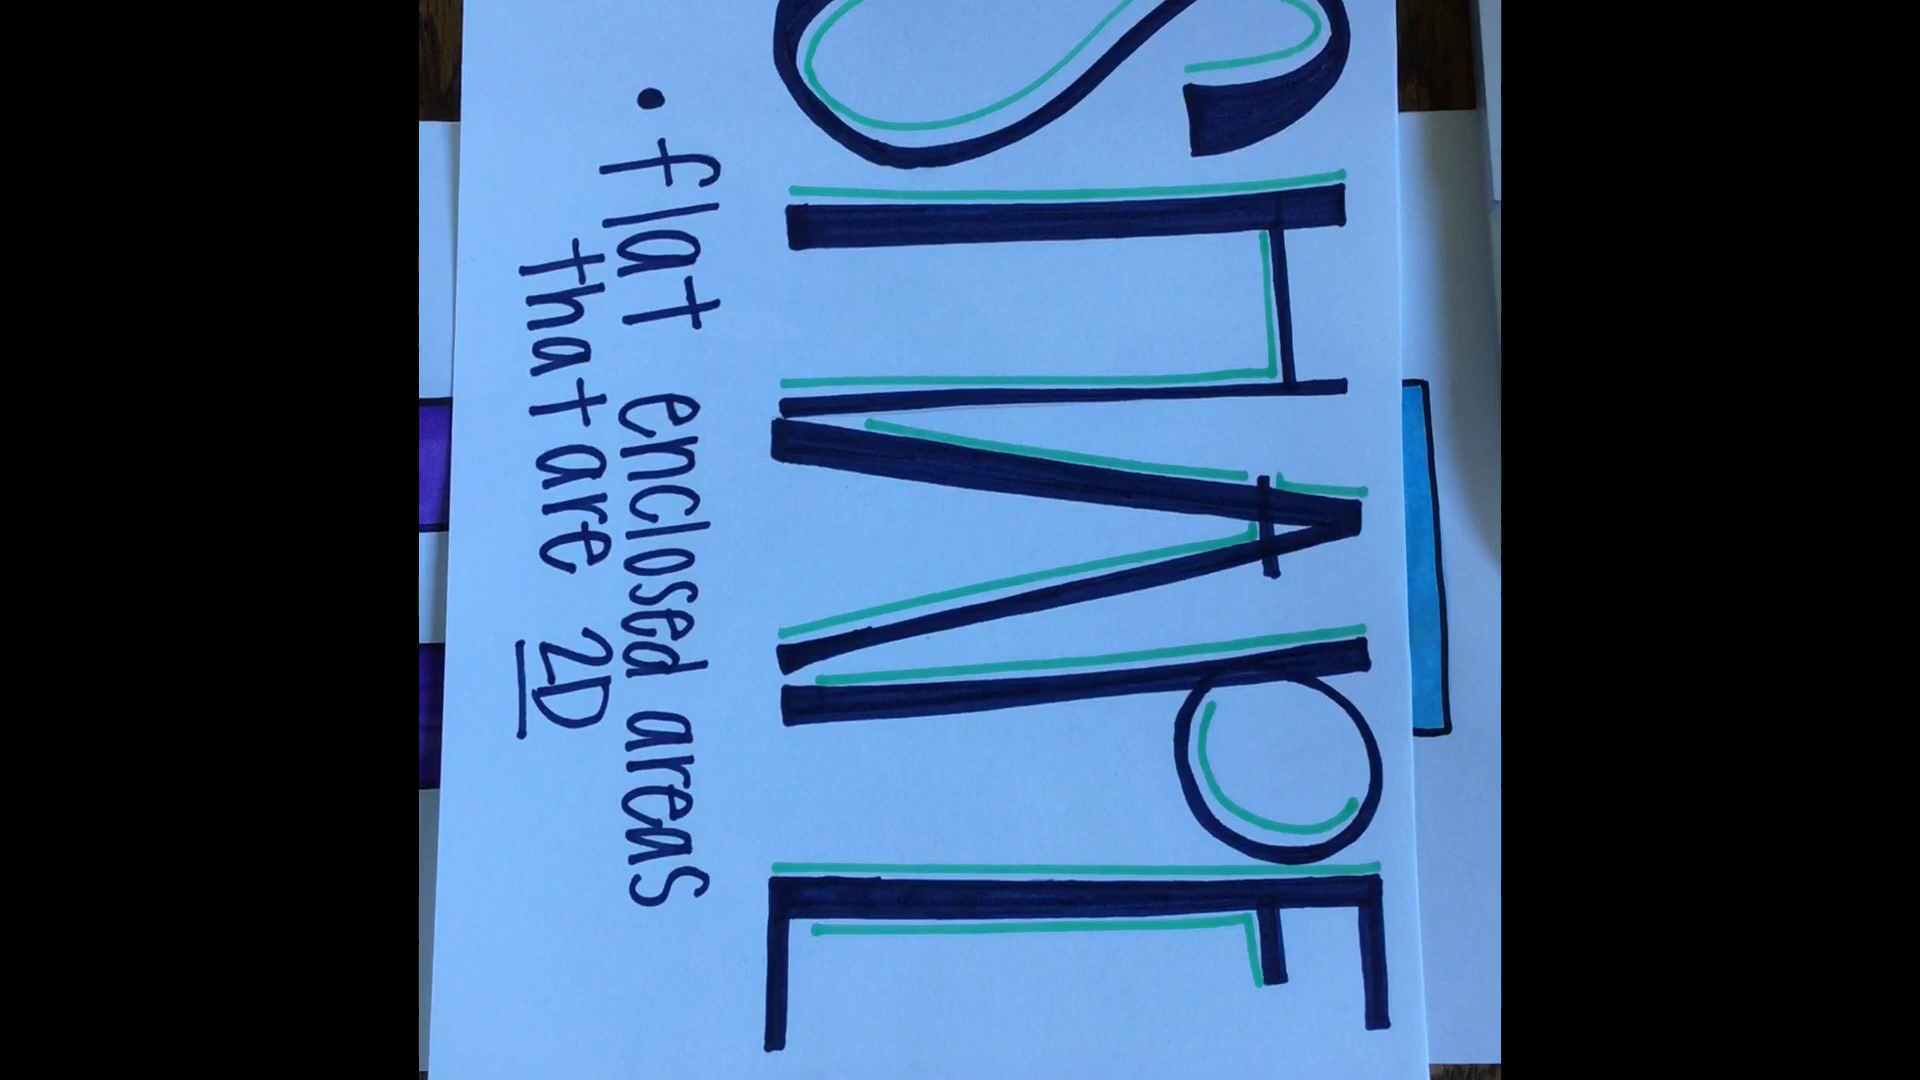 SHAPE
• flat enclosed areas
that are 2D